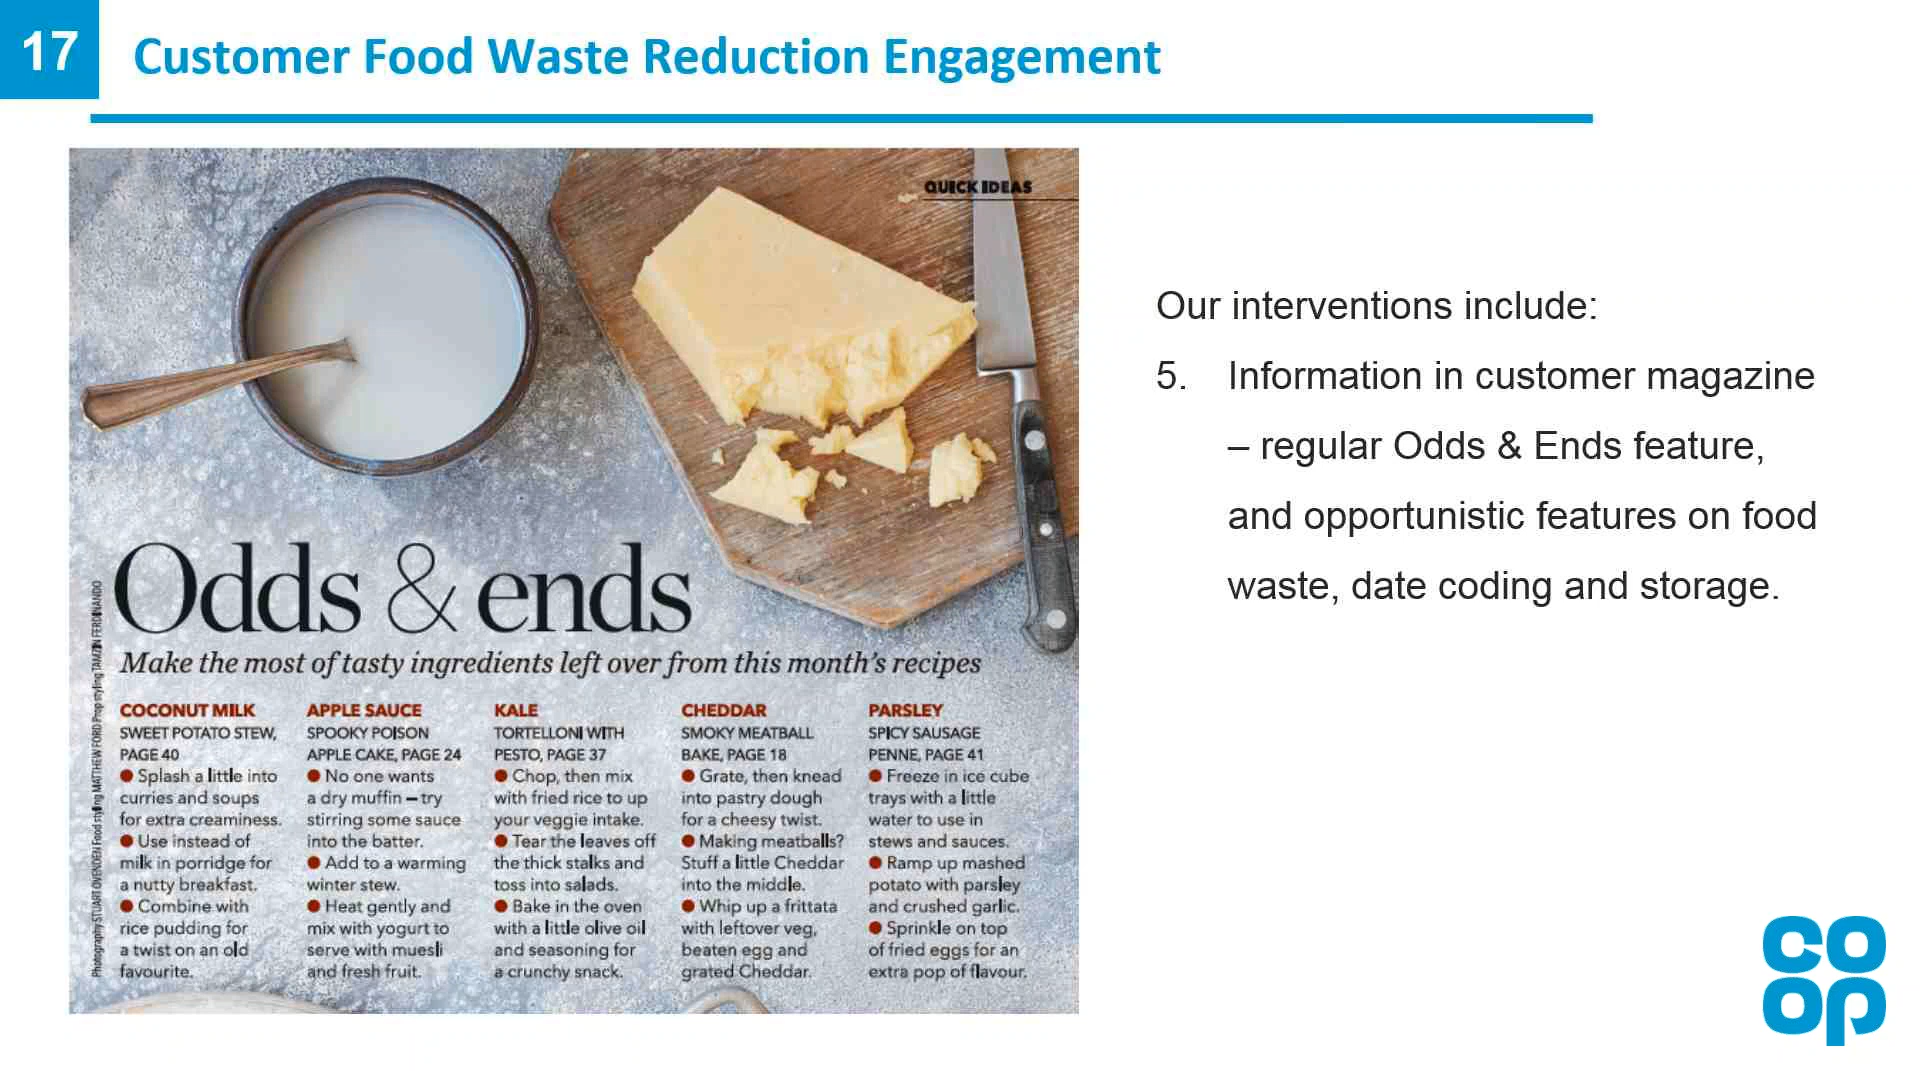 17
Customer Food Waste Reduction Engagement
QUICK IDEAS
Odds & ends
Make the most of tasty ingredients left over from this month's recipes
COCONUT MILK
SWEET POTATO STEW,
PAGE 40
● Splash a little into
curries and soups
for extra creaminess.
● Use instead of
milk in porridge for
a nutty breakfast.
● Combine with
rice pudding for
a twist on an old
favourite.
APPLE SAUCE
SPOOKY POISON
APPLE CAKE, PAGE 24
● No one wants
a dry muffin – try
stirring some sauce
into the batter.
● Add to a warming
winter stew.
● Heat gently and
mix with yogurt to
serve with muesli
and fresh fruit.
KALE
TORTELLONI WITH
PESTO, PAGE 37
● Chop, then mix
with fried rice to up
your veggie intake.
● Tear the leaves off
the thick stalks and
toss into salads.
● Bake in the oven
with a little olive oil
and seasoning for
a crunchy snack.
CHEDDAR
SMOKY MEATBALL
BAKE, PAGE 18
● Grate, then knead
into pastry dough
for a cheesy twist.
● Making meatballs?
Stuff a little Cheddar
into the middle.
● Whip up a frittata
with leftover veg,
beaten egg and
grated Cheddar.
PARSLEY
SPICY SAUSAGE
PENNE, PAGE 41
● Freeze in ice cube
trays with a little
water to use in
stews and sauces.
● Ramp up mashed
potato with parsley
and crushed garlic.
● Sprinkle on top
of fried eggs for an
extra pop of flavour.
Photography STUART OVENDEN Food styling MATTHEW FORD Prop styling TAMZIN FERDINANDO
Our interventions include:
5. Information in customer magazine
– regular Odds & Ends feature,
and opportunistic features on food
waste, date coding and storage.
CO
OP